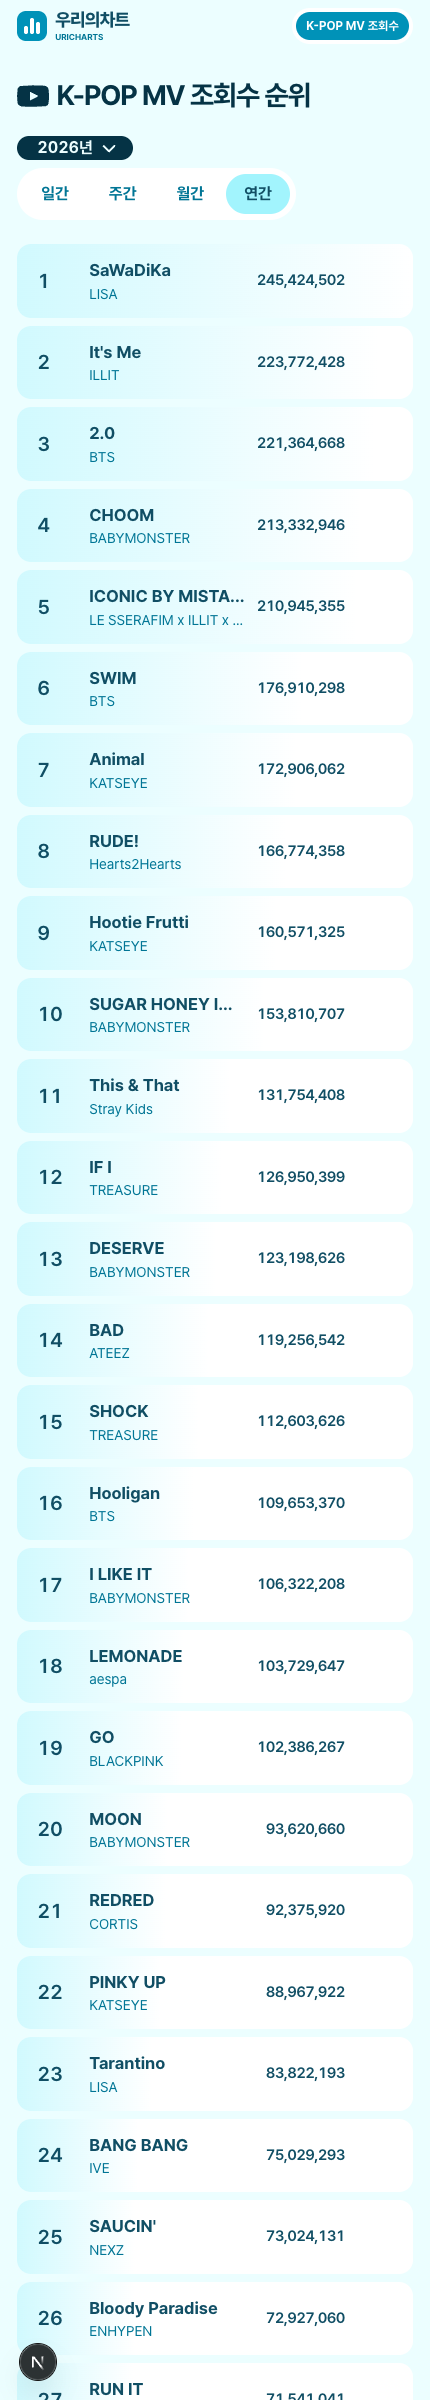 우리의차트
URICHARTS
K-POP MV 조회수
K-POP MV 조회수 순위
2026년
일간 주간 월간 연간
1 SaWaDiKa 245,424,502
LISA
2 It's Me 223,772,428
ILLIT
3 2.0 221,364,668
BTS
4 CHOOM 213,332,946
BABYMONSTER
5 ICONIC BY MISTA... 210,945,355
LE SSERAFIM x ILLIT x ...
6 SWIM 176,910,298
BTS
7 Animal 172,906,062
KATSEYE
8 RUDE! 166,774,358
Hearts2Hearts
9 Hootie Frutti 160,571,325
KATSEYE
10 SUGAR HONEY I... 153,810,707
BABYMONSTER
11 This & That 131,754,408
Stray Kids
12 IF I 126,950,399
TREASURE
13 DESERVE 123,198,626
BABYMONSTER
14 BAD 119,256,542
ATEEZ
15 SHOCK 112,603,626
TREASURE
16 Hooligan 109,653,370
BTS
17 I LIKE IT 106,322,208
BABYMONSTER
18 LEMONADE 103,729,647
aespa
19 GO 102,386,267
BLACKPINK
20 MOON 93,620,660
BABYMONSTER
21 REDRED 92,375,920
CORTIS
22 PINKY UP 88,967,922
KATSEYE
23 Tarantino 83,822,193
LISA
24 BANG BANG 75,029,293
IVE
25 SAUCIN' 73,024,131
NEXZ
26 Bloody Paradise 72,927,060
ENHYPEN
N
27 RUN IT 71,541,041